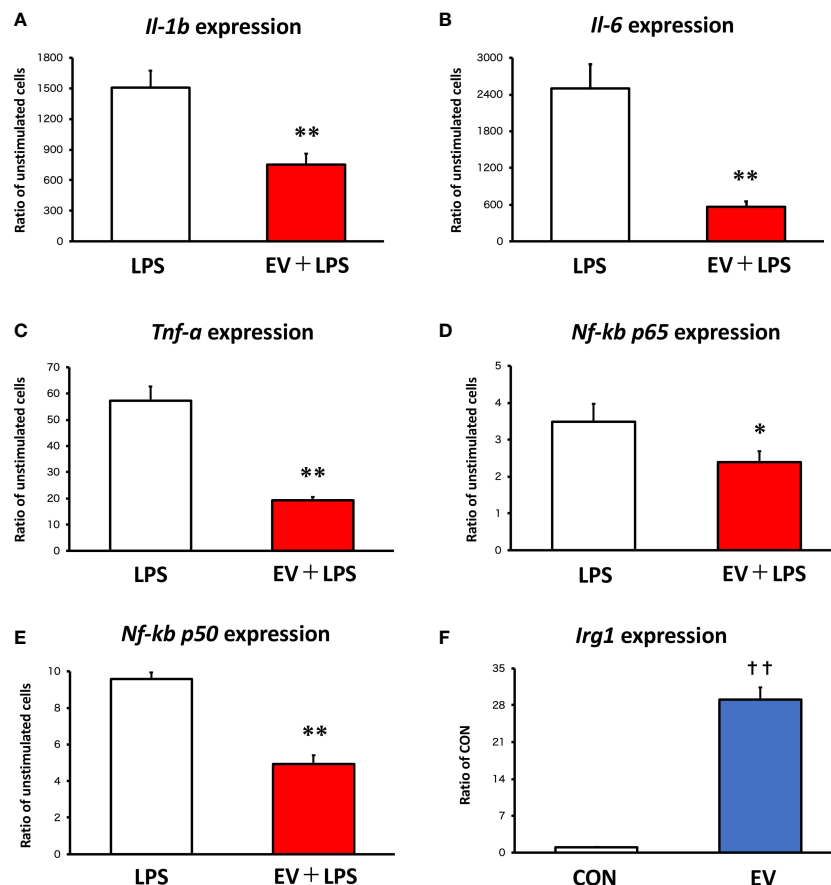 A
Il-1b expression
Ratio of unstimulated cells
1800
1500
1200
900
600
300
0
**
LPS
EV+LPS
B
Il-6 expression
Ratio of unstimulated cells
3000
2400
1800
1200
600
0
**
LPS
EV+LPS
C
Tnf-a expression
Ratio of unstimulated cells
70
60
50
40
30
20
10
0
**
LPS
EV+LPS
D
Nf-kb p65 expression
Ratio of unstimulated cells
5
4
3
2
1
0
*
LPS
EV+LPS
E
Nf-kb p50 expression
Ratio of unstimulated cells
10
8
6
4
2
0
**
LPS
EV+LPS
F
Irg1 expression
Ratio of CON
35
28
21
14
7
0
††
CON
EV